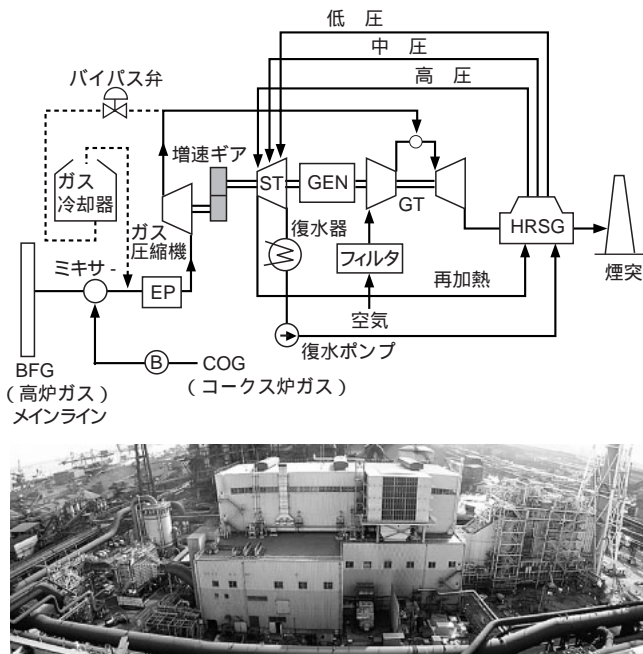 低　圧
中　圧
高　圧
バイパス弁
増速ギア
ガス
冷却器
ST
GEN
GT
HRSG
ガス
圧縮機
復水器
ミキサ-
フィルタ
煙突
EP
再加熱
空気
復水ポンプ
B
COG
(コークス炉ガス)
BFG
(高炉ガス)
メインライン